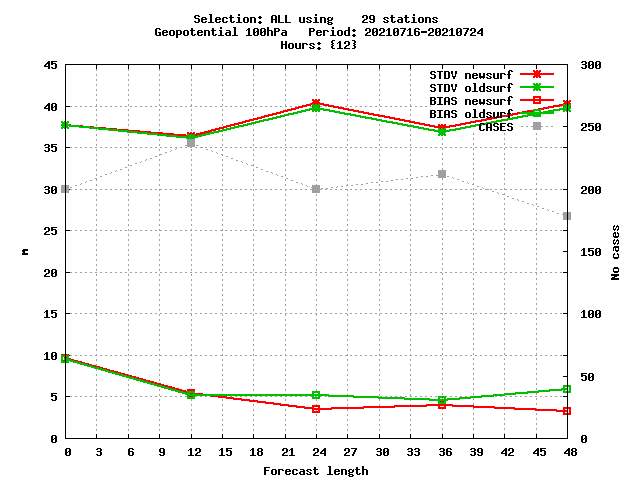 Selection: ALL using    29 stations
Geopotential 100hPa   Period: 20210716-20210724
Hours: {12}
45
40
35
30
25
20
15
10
5
0
m
300
250
200
150
100
50
0
No cases
STDV newsurf
STDV oldsurf
BIAS newsurf
BIAS oldsurf
CASES
0 3 6 9 12 15 18 21 24 27 30 33 36 39 42 45 48
Forecast length